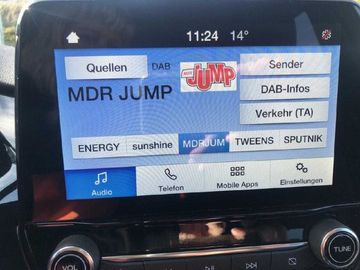 11:24 14°
Quellen DAB JUMP Sender
MDR JUMP DAB-Infos
Verkehr (TA)
ENERGY sunshine MDRJUM TWEENS SPUTNIK
Audio Telefon Mobile Apps Einstellungen
VOL TUNE